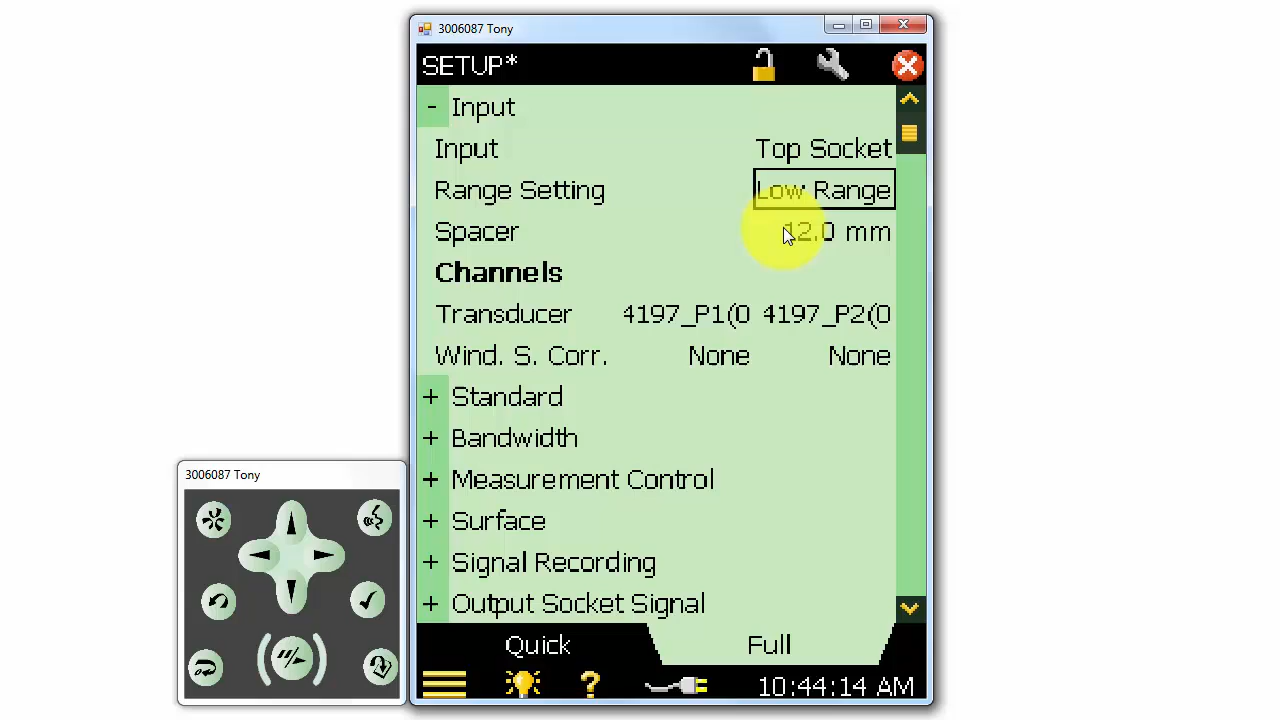 3006087 Tony
SETUP*
- Input
Input Top Socket
Range Setting Low Range
Spacer 12.0 mm
Channels
Transducer 4197_P1(0 4197_P2(0
Wind. S. Corr. None None
+ Standard
+ Bandwidth
+ Measurement Control
+ Surface
+ Signal Recording
+ Output Socket Signal
Quick Full
? 10:44:14 AM
3006087 Tony